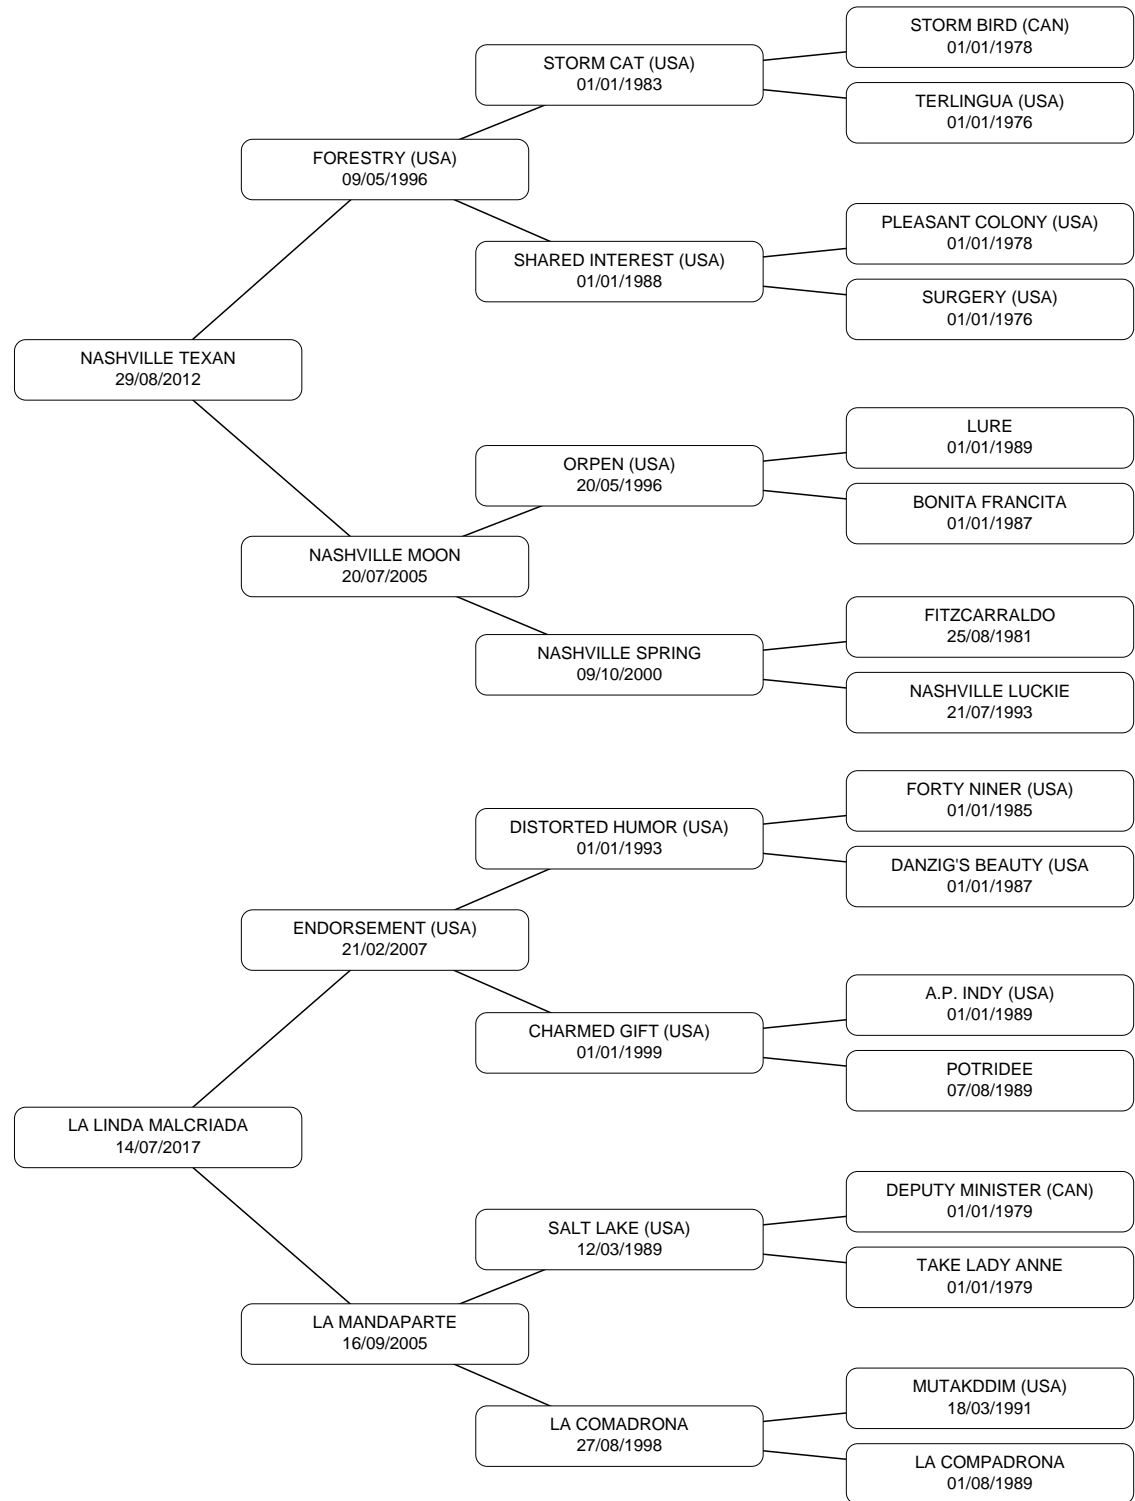 STORM BIRD (CAN)
01/01/1978
STORM CAT (USA)
01/01/1983
TERLINGUA (USA)
01/01/1976
FORESTRY (USA)
09/05/1996
PLEASANT COLONY (USA)
01/01/1978
SHARED INTEREST (USA)
01/01/1988
SURGERY (USA)
01/01/1976
NASHVILLE TEXAN
29/08/2012
LURE
01/01/1989
ORPEN (USA)
20/05/1996
BONITA FRANCITA
01/01/1987
NASHVILLE MOON
20/07/2005
FITZCARRALDO
25/08/1981
NASHVILLE SPRING
09/10/2000
NASHVILLE LUCKIE
21/07/1993
FORTY NINER (USA)
01/01/1985
DISTORTED HUMOR (USA)
01/01/1993
DANZIG'S BEAUTY (USA
01/01/1987
ENDORSEMENT (USA)
21/02/2007
A.P. INDY (USA)
01/01/1989
CHARMED GIFT (USA)
01/01/1999
POTRIDEE
07/08/1989
LA LINDA MALCRIADA
14/07/2017
DEPUTY MINISTER (CAN)
01/01/1979
SALT LAKE (USA)
12/03/1989
TAKE LADY ANNE
01/01/1979
LA MANDAPARTE
16/09/2005
MUTAKDDIM (USA)
18/03/1991
LA COMADRONA
27/08/1998
LA COMPADRONA
01/08/1989